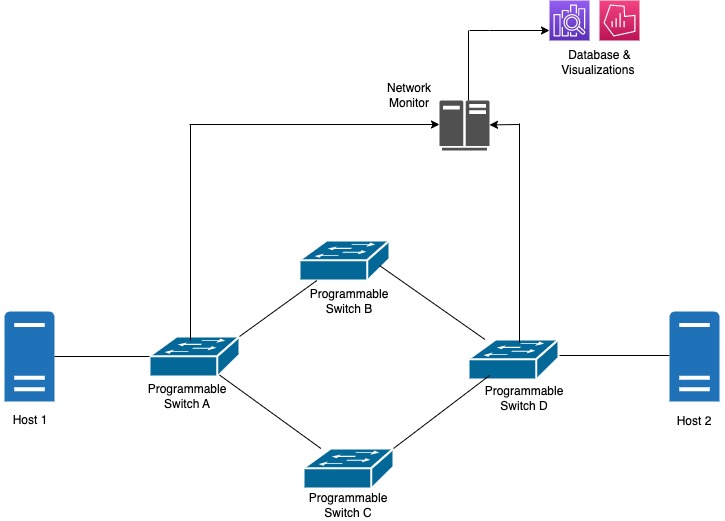 Database &
Visualizations
Network
Monitor
Programmable
Switch B
Host 1
Programmable
Switch A
Programmable
Switch D
Host 2
Programmable
Switch C